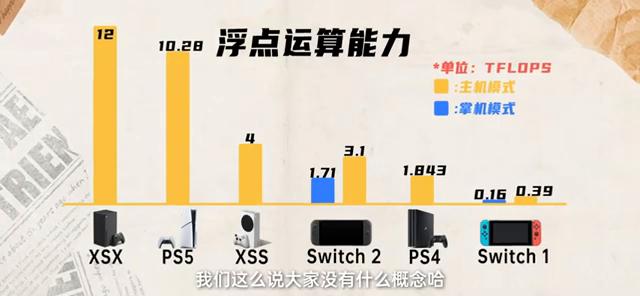 浮点运算能力
*单位：TFLOPS
:主机模式
:掌机模式
12
10.28
4
1.71
3.1
1.843
0.16
0.39
XSX
PS5
XSS
Switch 2
PS4
Switch 1
我们这么说大家没有什么概念哈
TRIER